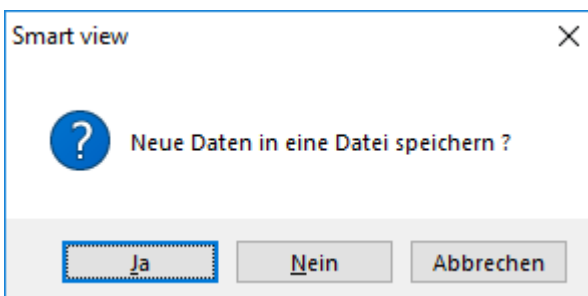 Smart view
Neue Daten in eine Datei speichern ?
Ja
Nein
Abbrechen